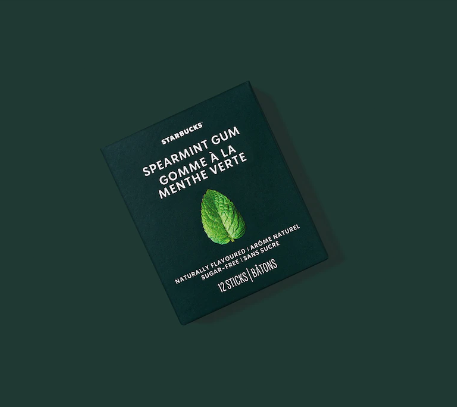 STARBUCKS
SPEARMINT GUM
GOMME À LA
MENTHE VERTE
NATURALLY FLAVOURED | ARÔME NATUREL
SUGAR-FREE | SANS SUCRE
12 STICKS | BÂTONS